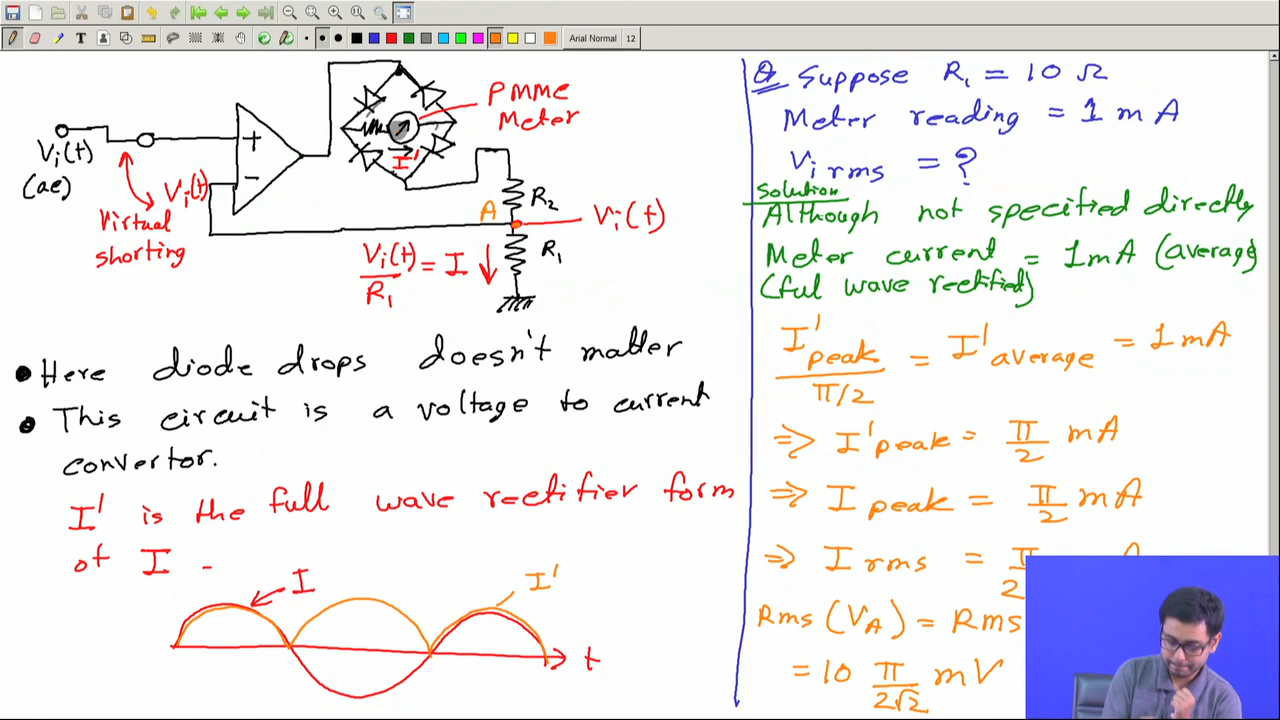 Arial Normal 12
PMME
Meter
+
-
Vi(t)
(ac)
Vi(t)
Virtual
shorting
I'
R2
A
Vi(t)
R1
Vi(t)/R1 = I
• Here diode drops doesn't matter
• This circuit is a voltage to current
convertor.
I' is the full wave rectifier form
of I -
I
I'
t
Q. Suppose R1 = 10 Ω
Meter reading = 1 mA
Vi rms = ?
Solution
Although not specified directly
Meter current = 1mA (average)
(ful wave rectified)
I'peak/π/2 = I'average = 1mA
⇒ I'peak = π/2 mA
⇒ I peak = π/2 mA
⇒ I rms = π
Rms (VA) = Rms
= 10 π/2√2 mV